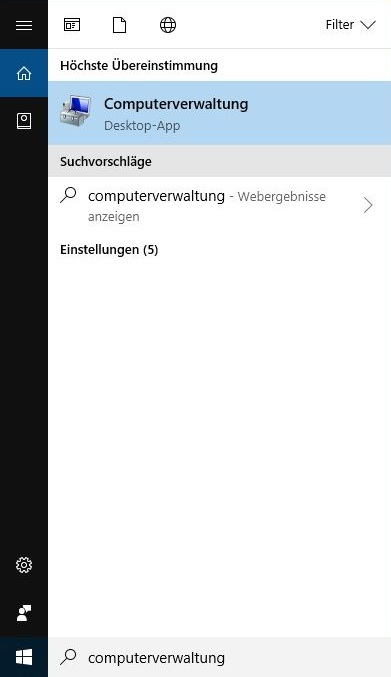 Filter
Höchste Übereinstimmung
Computerverwaltung
Desktop-App
Suchvorschläge
computerverwaltung - Webergebnisse
anzeigen
Einstellungen (5)
computerverwaltung